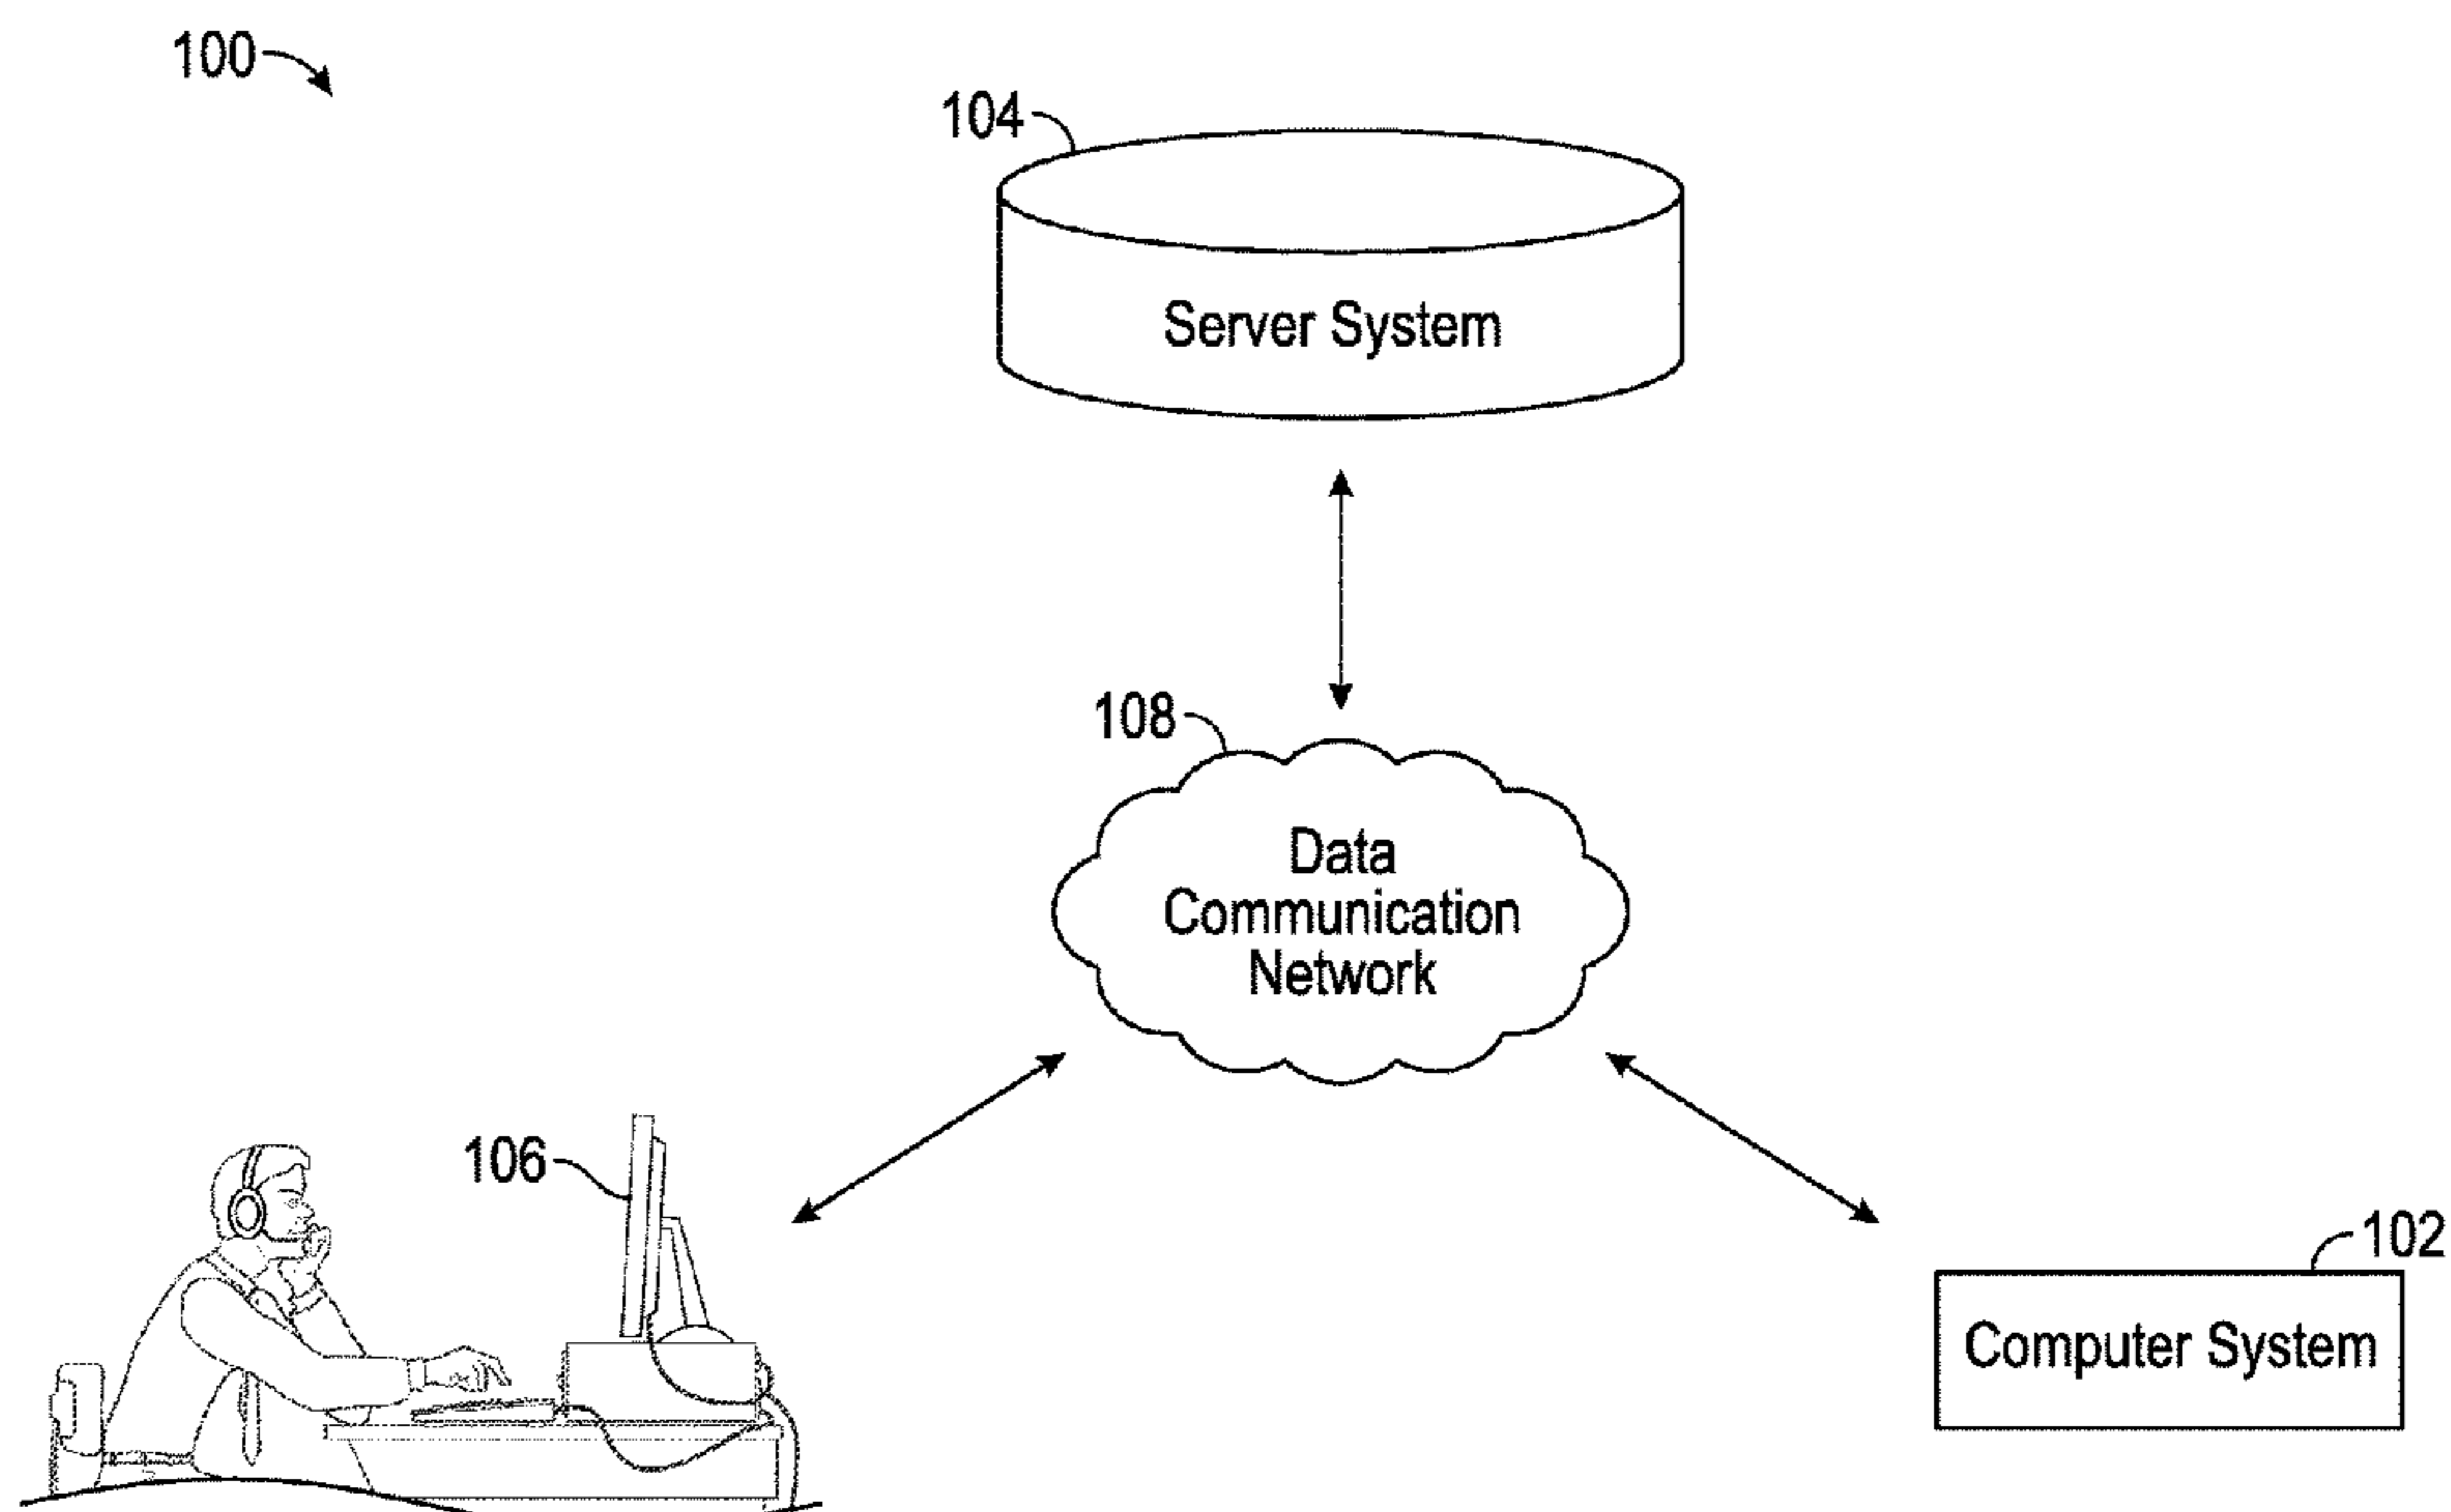 100
104
Server System
108
Data
Communication
Network
106
102
Computer System